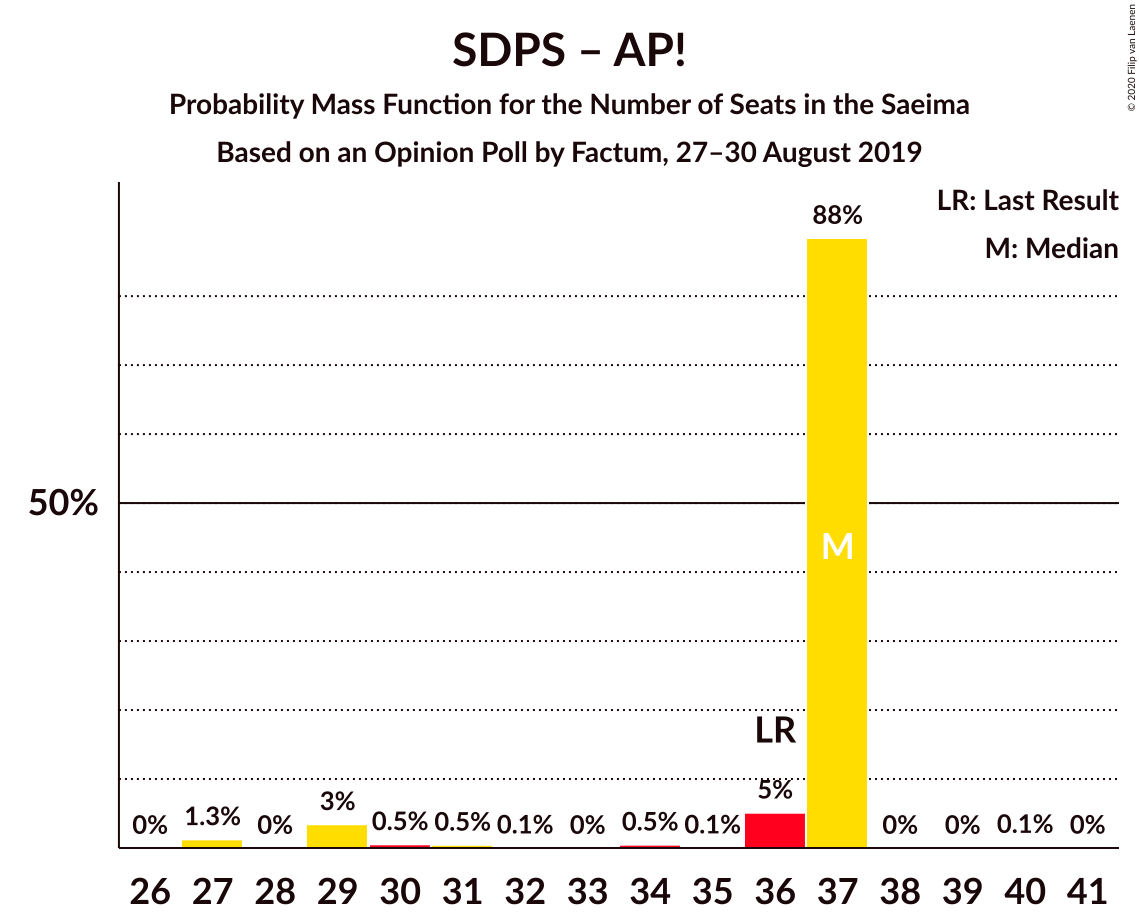 SDPS – AP!
Probability Mass Function for the Number of Seats in the Saeima
Based on an Opinion Poll by Factum, 27–30 August 2019
© 2020 Filip van Laenen
LR: Last Result
M: Median
50%
0%
1.3%
0%
3%
0.5%
0.5%
0.1%
0%
0.5%
0.1%
LR
5%
88%
M
0%
0%
0.1%
0%
26 27 28 29 30 31 32 33 34 35 36 37 38 39 40 41